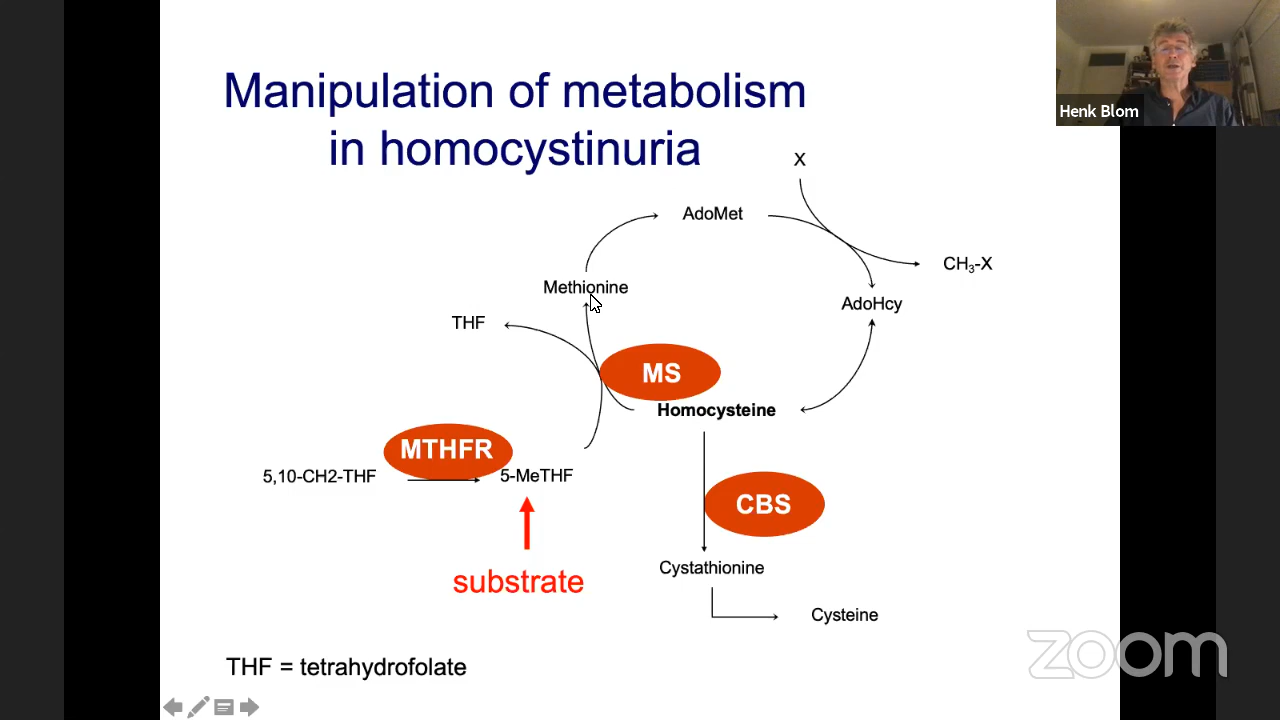 Manipulation of metabolism
in homocystinuria
Henk Blom
X
AdoMet
CH₃-X
Methionine
AdoHcy
THF
MS
Homocysteine
MTHFR
5,10-CH2-THF
5-MeTHF
CBS
substrate
Cystathionine
Cysteine
THF = tetrahydrofolate
zoom